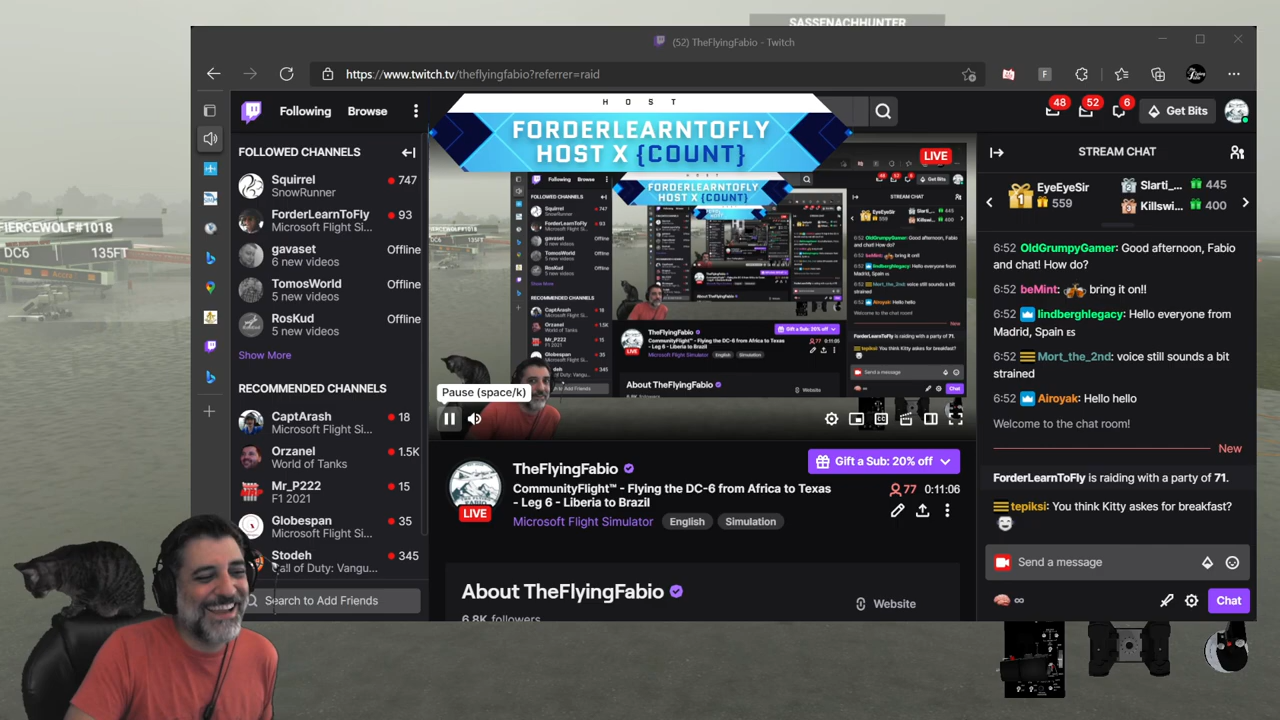 SASSENACHHUNTER
(52) TheFlyingFabio - Twitch
https://www.twitch.tv/theflyingfabio?referrer=raid
F
Following
Browse
48
52
6
Get Bits
HOST
FORDERLEARNTOFLY
HOST X {COUNT}
LIVE
FOLLOWED CHANNELS
Squirrel
747
SnowRunner
ForderLearnToFly
93
Microsoft Flight Si...
gavaset
Offline
6 new videos
TomosWorld
Offline
5 new videos
RosKud
Offline
5 new videos
Show More
RECOMMENDED CHANNELS
CaptArash
18
Microsoft Flight Si...
Orzanel
1.5K
World of Tanks
Mr_P222
15
F1 2021
Globespan
35
Microsoft Flight Si...
Stodeh
345
Call of Duty: Vangu...
Search to Add Friends
FIERCEWOLF#1018
DC6
135FT
Pause (space/k)
TheFlyingFabio
Gift a Sub: 20% off
CommunityFlight™ - Flying the DC-6 from Africa to Texas
- Leg 6 - Liberia to Brazil
77
0:11:06
Microsoft Flight Simulator
English
Simulation
LIVE
About TheFlyingFabio
Website
6.8K followers
STREAM CHAT
1
EyeEyeSir
559
2
Slarti_...
445
3
Killswi...
400
6:52 OldGrumpyGamer: Good afternoon, Fabio
and chat! How do?
6:52 beMint: bring it on!!
6:52 lindberghlegacy: Hello everyone from
Madrid, Spain ES
6:52 Mort_the_2nd: voice still sounds a bit
strained
6:52 Airoyak: Hello hello
Welcome to the chat room!
New
ForderLearnToFly is raiding with a party of 71.
tepiksi: You think Kitty askes for breakfast?
Send a message
∞
Chat